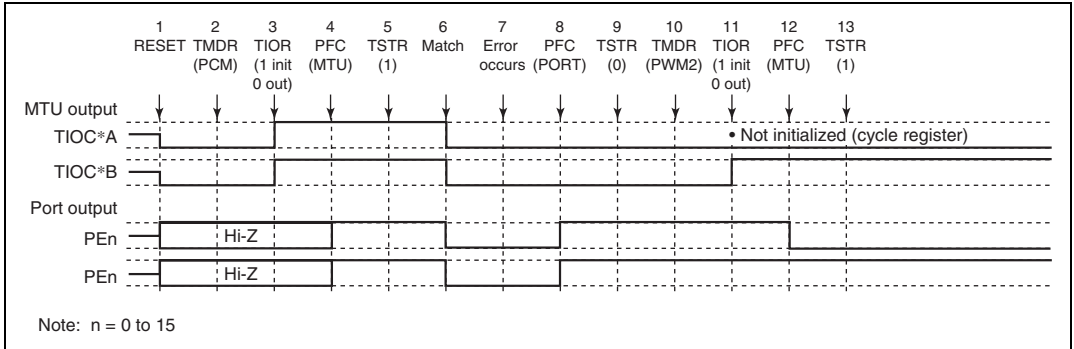 1 2 3 4 5 6 7 8 9 10 11 12 13
RESET TMDR TIOR PFC TSTR Match Error PFC TSTR TMDR TIOR PFC TSTR
(PCM) (1 init (MTU) (1) occurs (PORT) (0) (PWM2) (1 init (MTU) (1)
0 out) 0 out)
MTU output
TIOC*A • Not initialized (cycle register)
TIOC*B
Port output
PEn Hi-Z
PEn Hi-Z
Note: n = 0 to 15